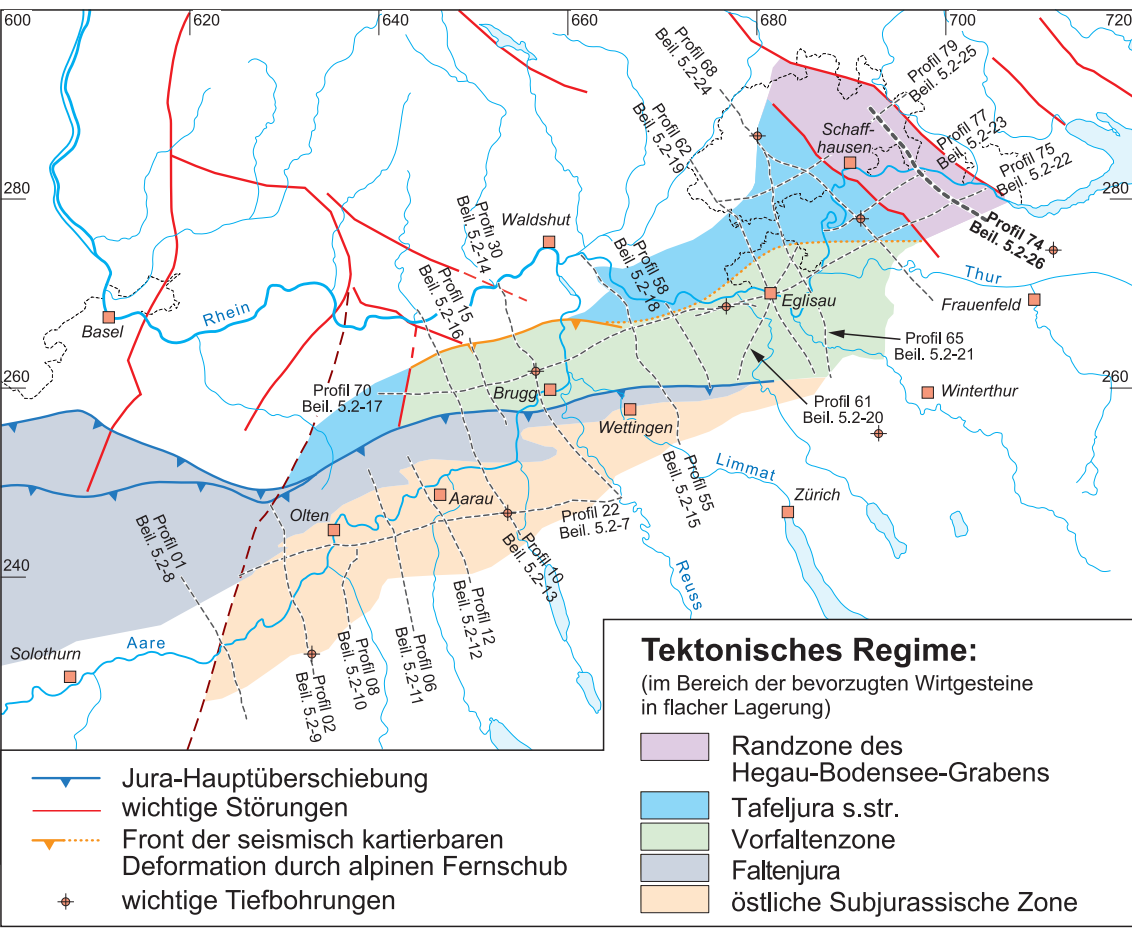 600
620
640
660
680
700
720
280
260
240
280
260
Profil 68
Beil. 5.2-24
Profil 79
Beil. 5.2-25
Profil 62
Beil. 5.2-19
Schaff-
hausen
Profil 77
Beil. 5.2-23
Profil 75
Beil. 5.2-22
Profil 74
Beil. 5.2-26
Waldshut
Profil 30
Beil. 5.2-14
Profil 15
Beil. 5.2-16
Profil 58
Beil. 5.2-18
Thur
Frauenfeld
Basel
Rhein
Eglisau
Profil 65
Beil. 5.2-21
Profil 70
Beil. 5.2-17
Brugg
Wettingen
Profil 61
Beil. 5.2-20
Winterthur
Limmat
Zürich
Profil 55
Beil. 5.2-15
Aarau
Olten
Profil 22
Beil. 5.2-7
Profil 01
Beil. 5.2-8
Profil 10
Beil. 5.2-13
Reuss
Profil 12
Beil. 5.2-12
Profil 06
Beil. 5.2-11
Profil 08
Beil. 5.2-10
Profil 02
Beil. 5.2-9
Solothurn
Aare
Tektonisches Regime:
(im Bereich der bevorzugten Wirtgesteine
in flacher Lagerung)
Randzone des
Hegau-Bodensee-Grabens
Tafeljura s.str.
Vorfaltenzone
Faltenjura
östliche Subjurassische Zone
Jura-Hauptüberschiebung
wichtige Störungen
Front der seismisch kartierbaren
Deformation durch alpinen Fernschub
wichtige Tiefbohrungen